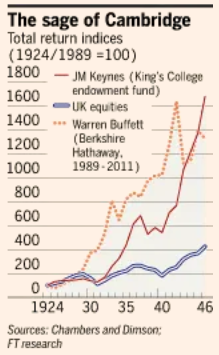 The sage of Cambridge
Total return indices
(1924/1989 =100)
1800
JM Keynes (King's College
endowment fund)
1600
UK equities
1400
Warren Buffett
(Berkshire
Hathaway,
1989-2011)
1200
1000
800
600
400
200
0
1924 30 35 40 46
Sources: Chambers and Dimson;
FT research